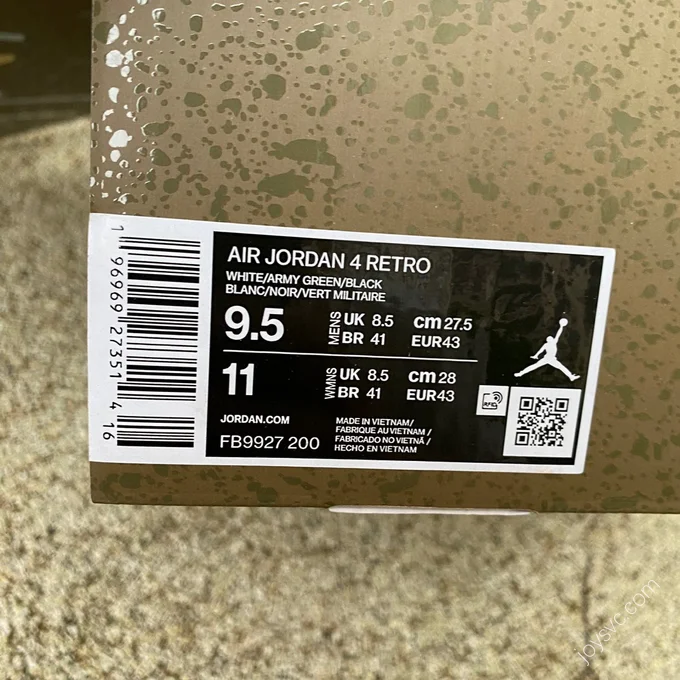 1 96969 27351 4 16
AIR JORDAN 4 RETRO
WHITE/ARMY GREEN/BLACK
BLANC/NOIR/VERT MILITAIRE
9.5 MENS UK 8.5 cm 27.5
BR 41 EUR43
11 WMNS UK 8.5 cm 28
BR 41 EUR43
RFID
JORDAN.COM
FB9927 200
MADE IN VIETNAM/
FABRIQUE AU VIETNAM /
FABRICADO NO VIETNÃ /
HECHO EN VIETNAM
joysvc.com